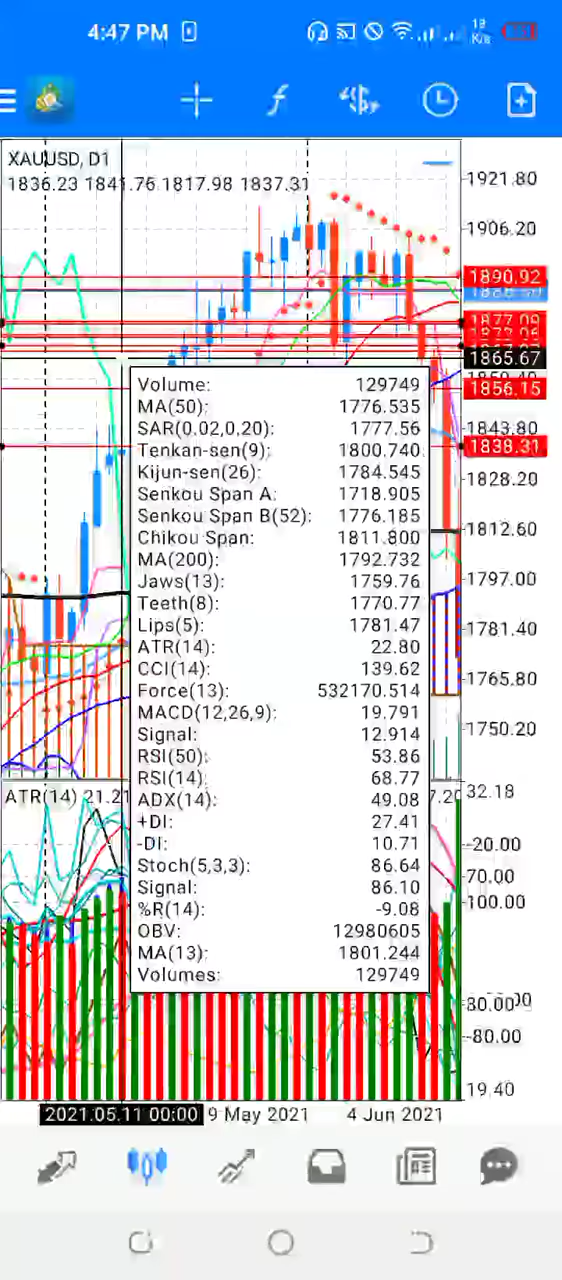 4:47 PM
19
K/s
XAUUSD, D1
1836.23 1841.76 1817.98 1837.31
1921.80
1906.20
1890.92
1877.09
1865.67
1856.15
1843.80
1838.31
1828.20
1812.60
1797.00
1781.40
1765.80
1750.20
Volume: 129749
MA(50): 1776.535
SAR(0.02,0.20): 1777.56
Tenkan-sen(9): 1800.740
Kijun-sen(26): 1784.545
Senkou Span A: 1718.905
Senkou Span B(52): 1776.185
Chikou Span: 1811.800
MA(200): 1792.732
Jaws(13): 1759.76
Teeth(8): 1770.77
Lips(5): 1781.47
ATR(14): 22.80
CCI(14): 139.62
Force(13): 532170.514
MACD(12,26,9): 19.791
Signal: 12.914
RSI(50): 53.86
RSI(14): 68.77
ADX(14): 49.08
+DI: 27.41
-DI: 10.71
Stoch(5,3,3): 86.64
Signal: 86.10
%R(14): -9.08
OBV: 12980605
MA(13): 1801.244
Volumes: 129749
ATR(14) 21.21
32.18
-20.00
70.00
100.00
30.00
-80.00
19.40
2021.05.11 00:00
9 May 2021
4 Jun 2021